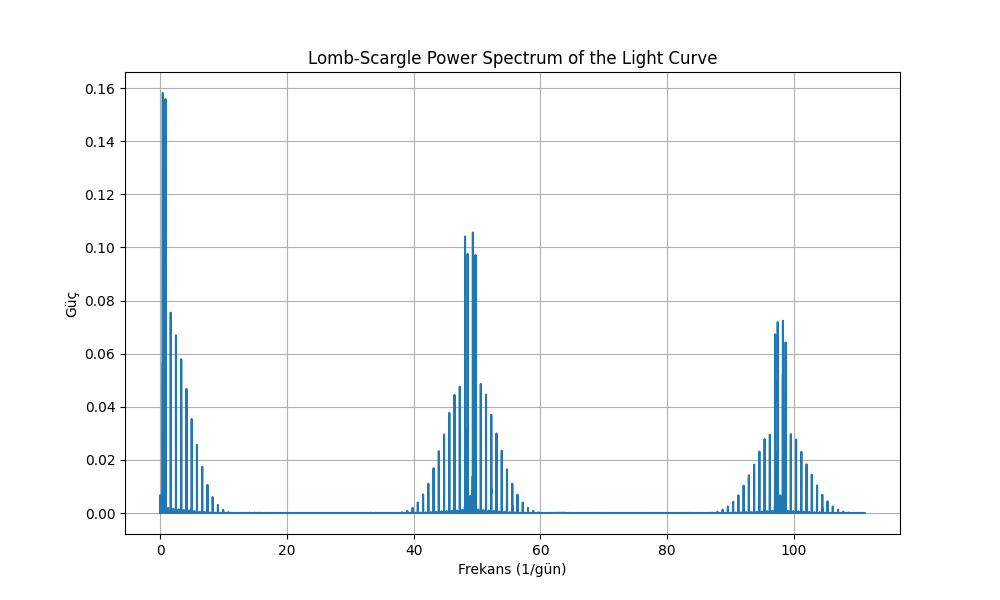 Lomb-Scargle Power Spectrum of the Light Curve
0.16
0.14
0.12
0.10
0.08
0.06
0.04
0.02
0.00
Güç
0 20 40 60 80 100
Frekans (1/gün)